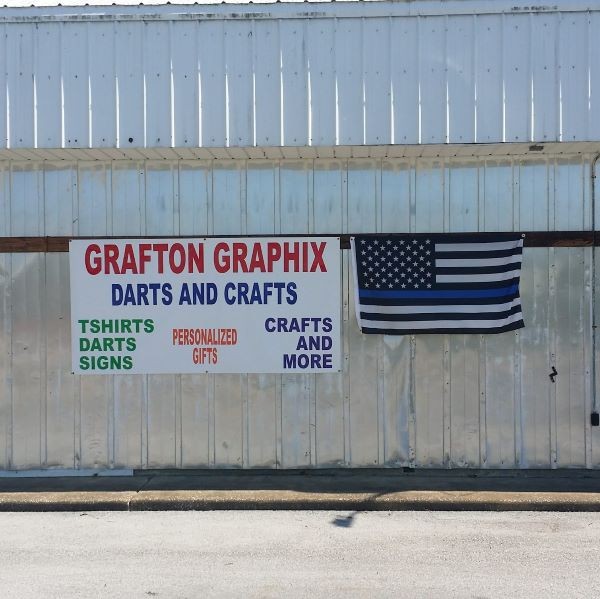 GRAFTON GRAPHIX
DARTS AND CRAFTS
TSHIRTS
DARTS
SIGNS
PERSONALIZED
GIFTS
CRAFTS
AND
MORE